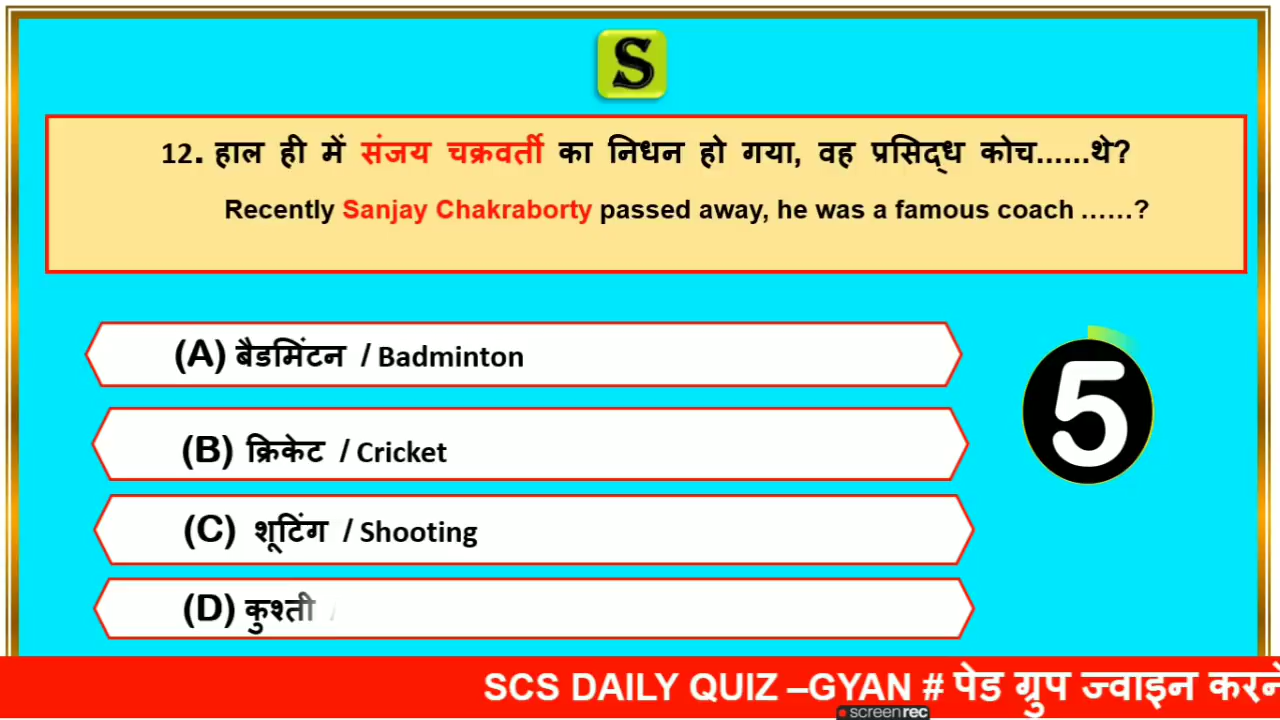 S
12. हाल ही में संजय चक्रवर्ती का निधन हो गया, वह प्रसिद्ध कोच......थे?
Recently Sanjay Chakraborty passed away, he was a famous coach ......?
(A) बैडमिंटन / Badminton
5
(B) क्रिकेट / Cricket
(C) शूटिंग / Shooting
(D) कुश्ती /
SCS DAILY QUIZ –GYAN # पेड ग्रुप ज्वाइन करने
screenrec